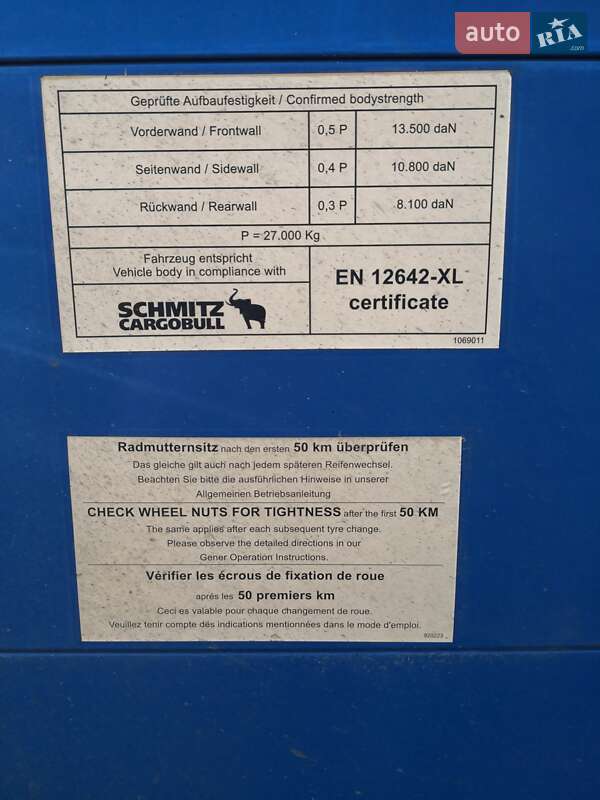 auto RIA .com
Geprüfte Aufbaufestigkeit / Confirmed bodystrength
Vorderwand / Frontwall 0,5 P 13.500 daN
Seitenwand / Sidewall 0,4 P 10.800 daN
Rückwand / Rearwall 0,3 P 8.100 daN
P = 27.000 Kg
Fahrzeug entspricht
Vehicle body in compliance with
SCHMITZ
CARGOBULL
EN 12642-XL
certificate
1069011
Radmutternsitz nach den ersten 50 km überprüfen
Das gleiche gilt auch nach jedem späteren Reifenwechsel.
Beachten Sie bitte die ausführlichen Hinweise in unserer
Allgemeinen Betriebsanleitung
CHECK WHEEL NUTS FOR TIGHTNESS after the first 50 KM
The same applies after each subsequent tyre change.
Please observe the detailed directions in our
Gener Operation Instructions.
Vérifier les écrous de fixation de roue
après les 50 premiers km
Ceci es valable pour chaque changement de roue.
Veuillez tenir compte dés indications mentionnées dans le mode d'emploi.